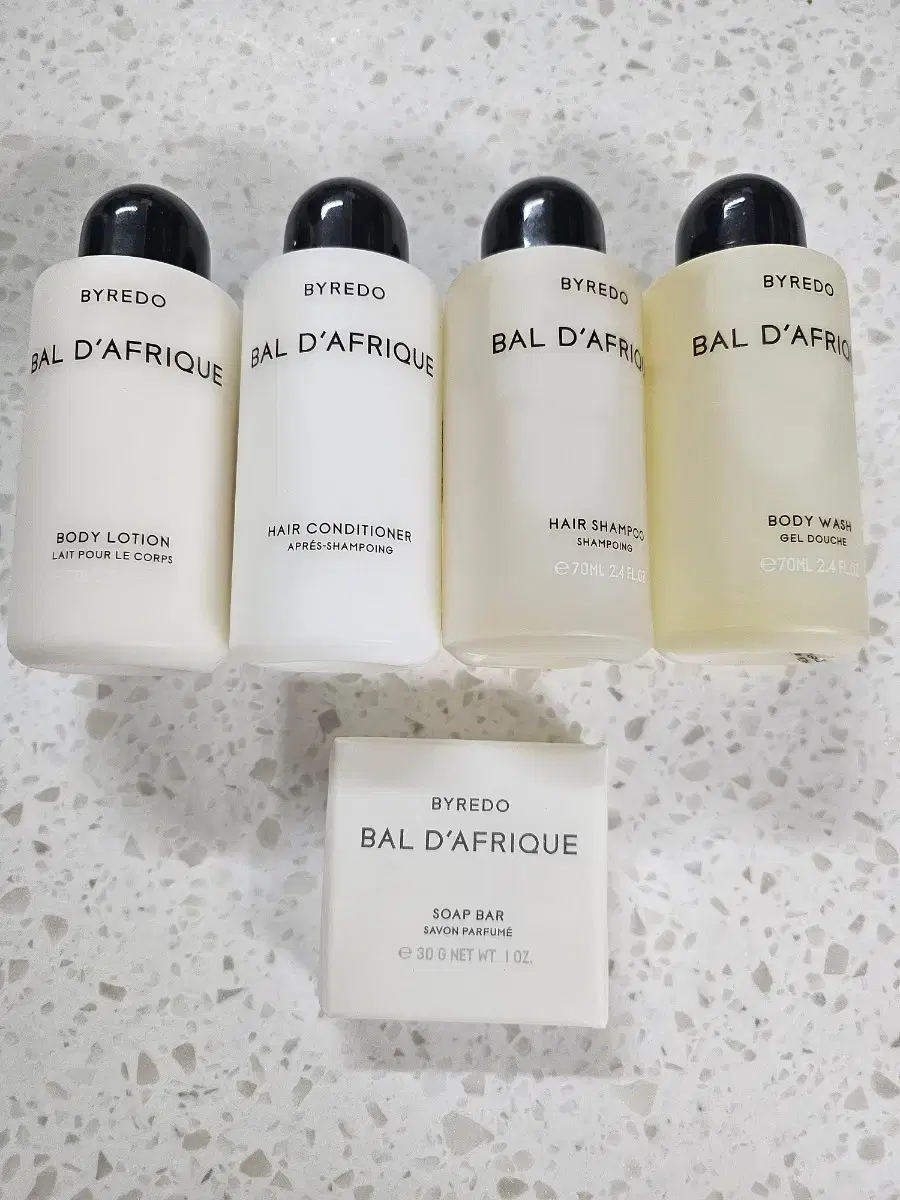 BYREDO
BAL D'AFRIQUE
BODY LOTION
LAIT POUR LE CORPS
BYREDO
BAL D'AFRIQUE
HAIR CONDITIONER
APRÉS-SHAMPOING
BYREDO
BAL D'AFRIQU
HAIR SHAMPOO
SHAMPOING
℮70ML 2.4 FL.OZ
BYREDO
BAL D'AFRIQU
BODY WASH
GEL DOUCHE
℮70ML 2.4 FL.OZ
BYREDO
BAL D'AFRIQUE
SOAP BAR
SAVON PARFUMÉ
℮ 30 G NET WT 1 OZ.